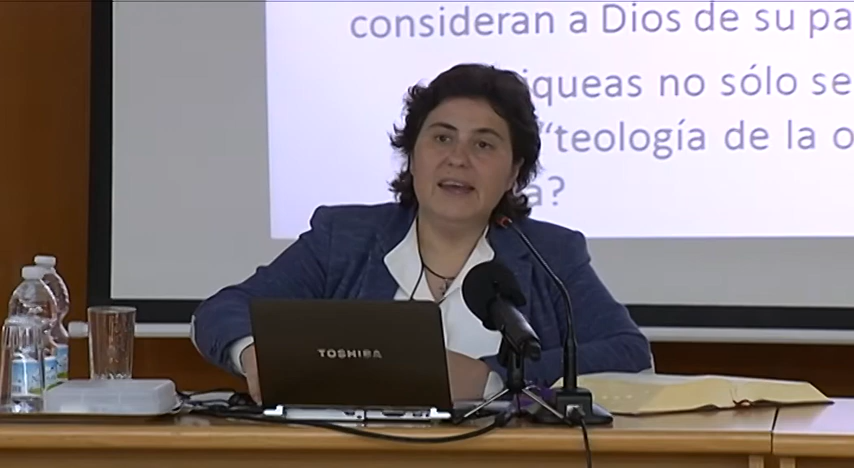 consideran a Dios de su pa
iqueas no sólo se
“teología de la o
a?
TOSHIBA